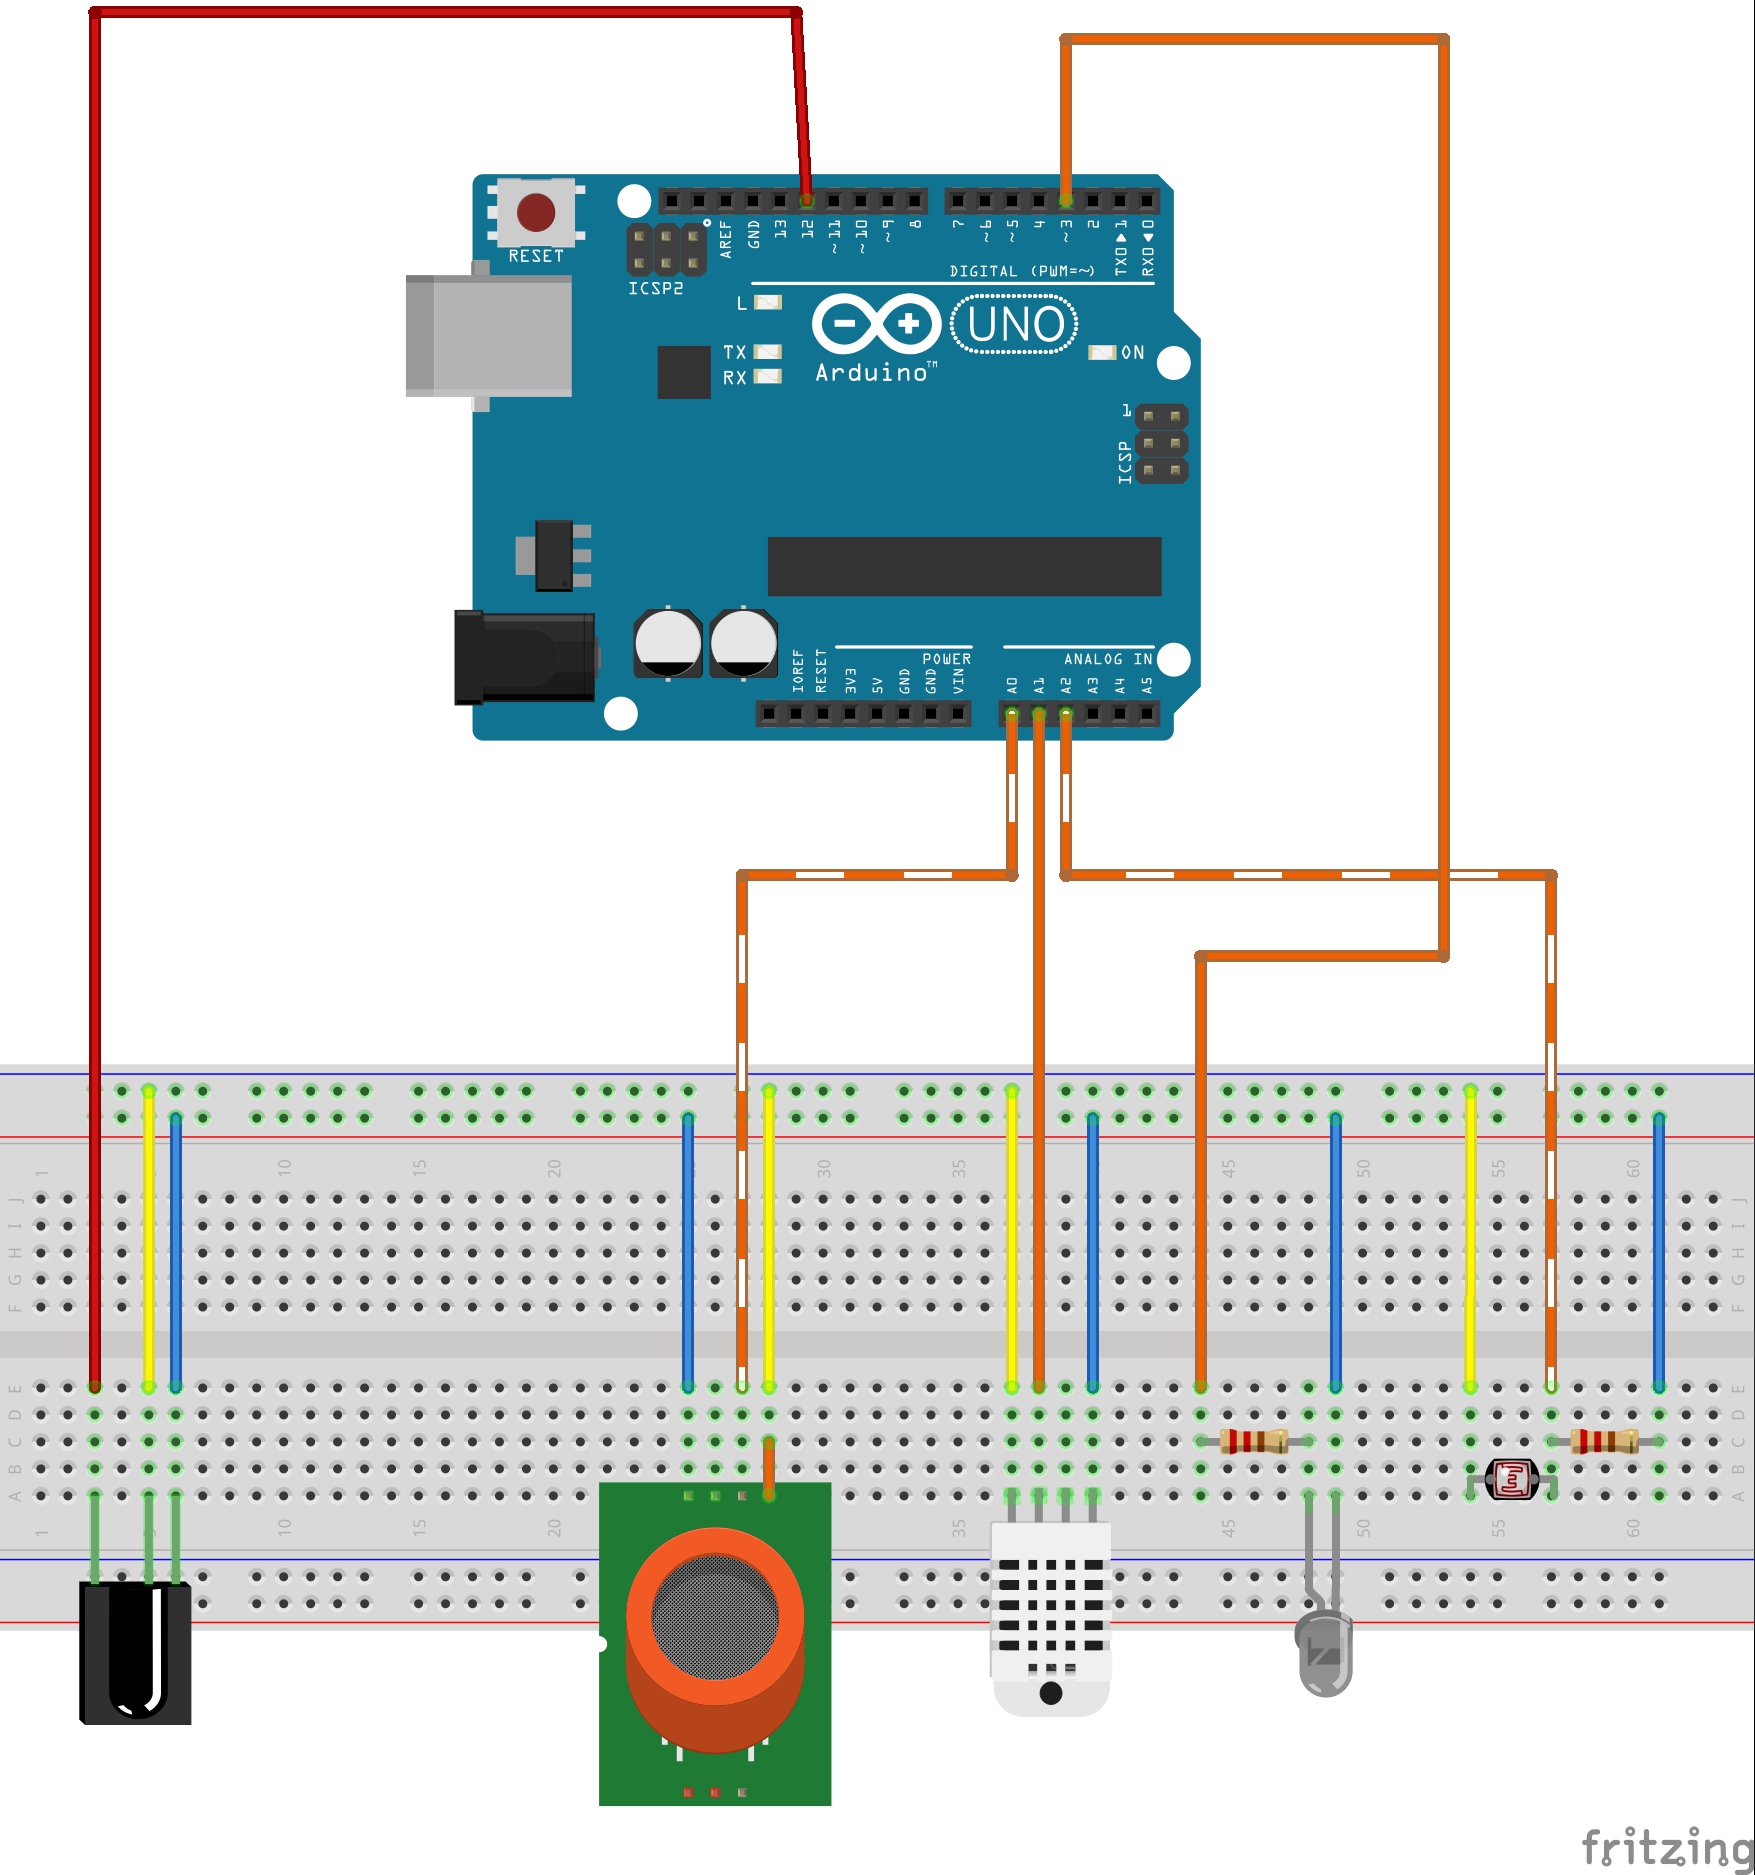 RESET
ICSP2
AREF
GND
13
12
~11
~10
~9
8
7
~6
~5
4
~3
2
TX0▶1
RX0◀0
DIGITAL (PWM=~)
L
TX
RX
Arduino™
UNO
ON
1
ICSP
IOREF
RESET
3V3
5V
GND
GND
VIN
POWER
ANALOG IN
A0
A1
A2
A3
A4
A5
1 10 15 20 30 35 45 50 55 60
J J
I I
H H
G G
F F
E E
D D
C C
B B
A A
1 10 15 20 35 45 50 55 60
fritzing